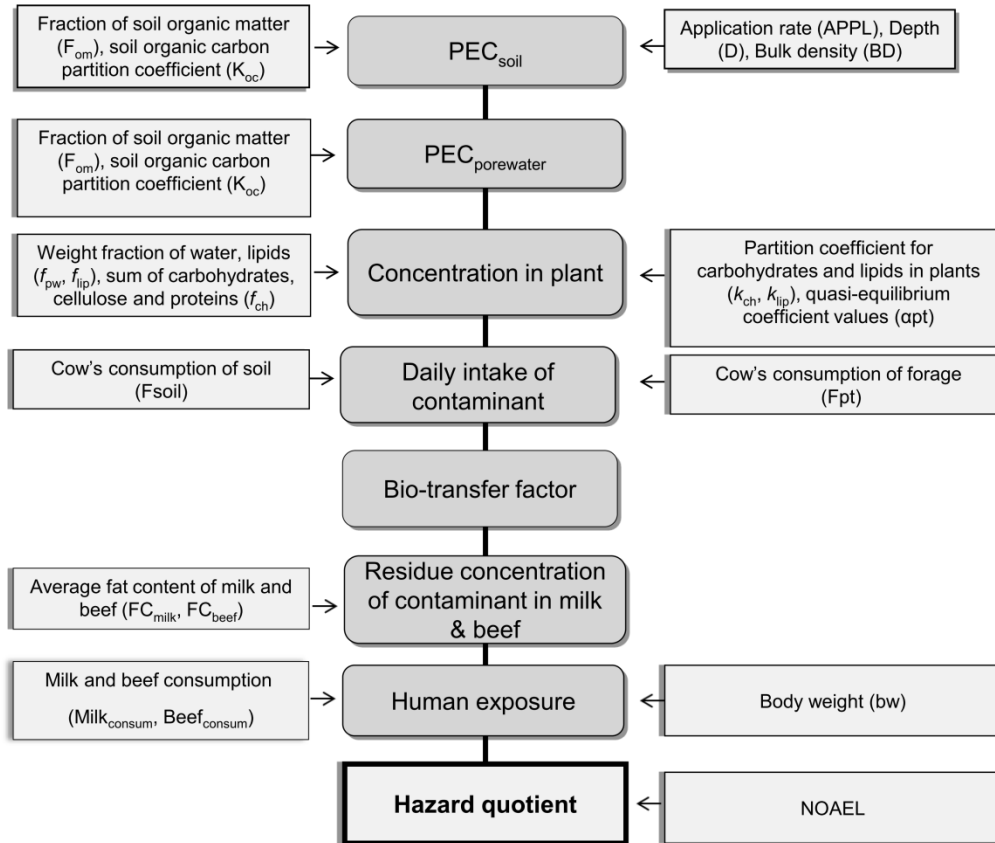 Fraction of soil organic matter
(Fom), soil organic carbon
partition coefficient (Koc)
PECsoil
Application rate (APPL), Depth
(D), Bulk density (BD)
Fraction of soil organic matter
(Fom), soil organic carbon
partition coefficient (Koc)
PECporewater
Weight fraction of water, lipids
(fpw, flip), sum of carbohydrates,
cellulose and proteins (fch)
Concentration in plant
Partition coefficient for
carbohydrates and lipids in plants
(kch, klip), quasi-equilibrium
coefficient values (αpt)
Cow's consumption of soil
(Fsoil)
Daily intake of
contaminant
Cow's consumption of forage
(Fpt)
Bio-transfer factor
Average fat content of milk and
beef (FCmilk, FCbeef)
Residue concentration
of contaminant in milk
& beef
Milk and beef consumption
(Milkconsum, Beefconsum)
Human exposure
Body weight (bw)
Hazard quotient
NOAEL